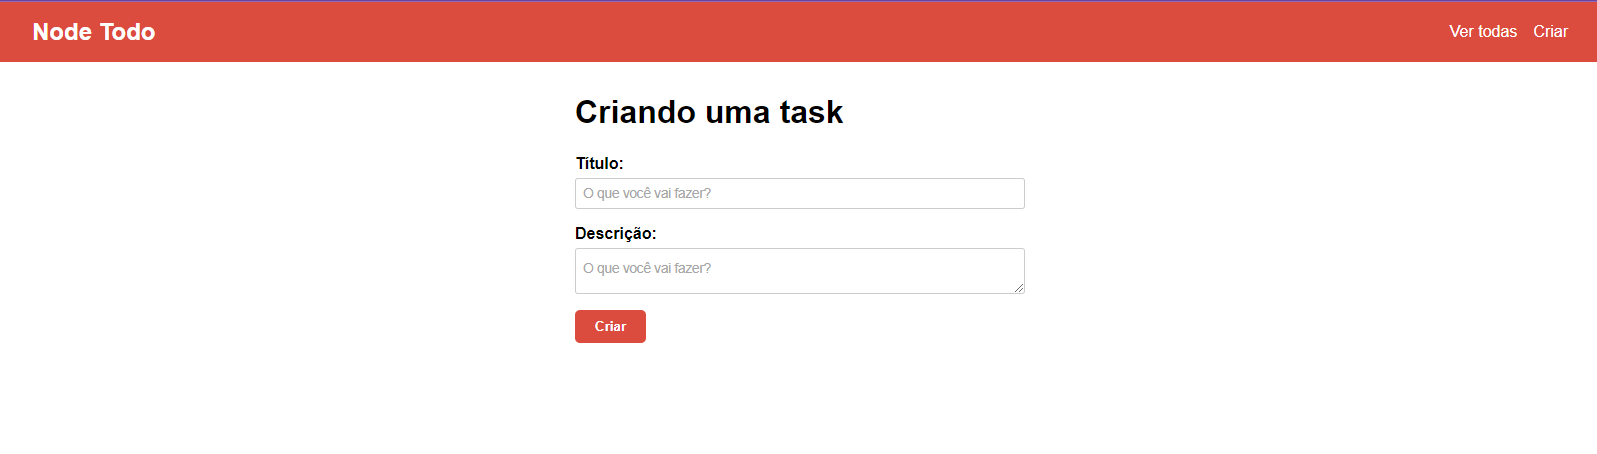 Node Todo
Ver todas Criar
Criando uma task
Título:
O que você vai fazer?
Descrição:
O que você vai fazer?
Criar